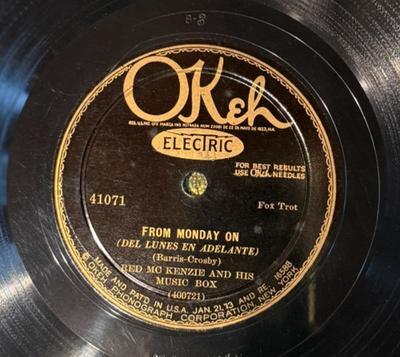 OKeh
ELECTRIC
FOR BEST RESULTS
USE OKeh NEEDLES
41071
Fox Trot
FROM MONDAY ON
(DEL LUNES EN ADELANTE)
(Barris-Crosby)
RED MC KENZIE AND HIS
MUSIC BOX
(400721)
MADE AND PAT'D IN U.S.A. JAN. 21,'13 AND RE. 16588
OKEH PHONOGRAPH CORPORATION, NEW YORK